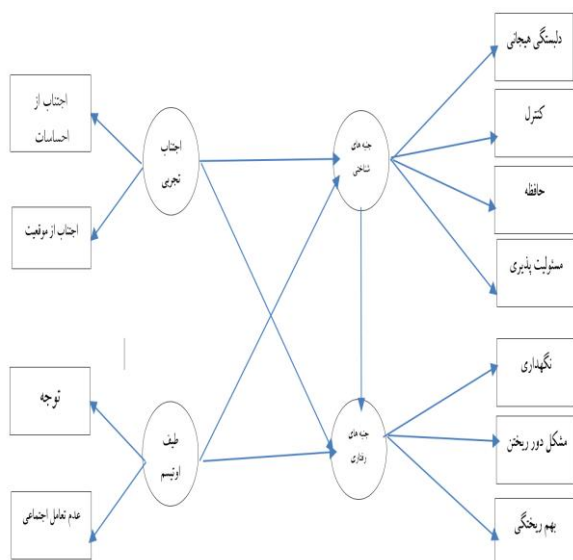 دلبستگی هیجانی
کنترل
حافظه
مسئولیت پذیری
جنبه های
شناختی
اجتناب
تجربی
اجتناب از
احساسات
اجتناب از موقعیت
نگهداری
مشکل دور ریختن
بهم ریختگی
جنبه های
رفتاری
طیف
اوتیسم
توجه
عدم تعامل اجتماعی